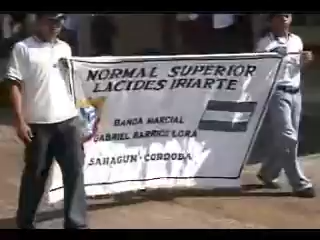 NORMAL SUPERIOR
LACIDES IRIARTE
BANDA MARCIAL
GABRIEL BARRIOS LORA
SAHAGUN-CORDOBA